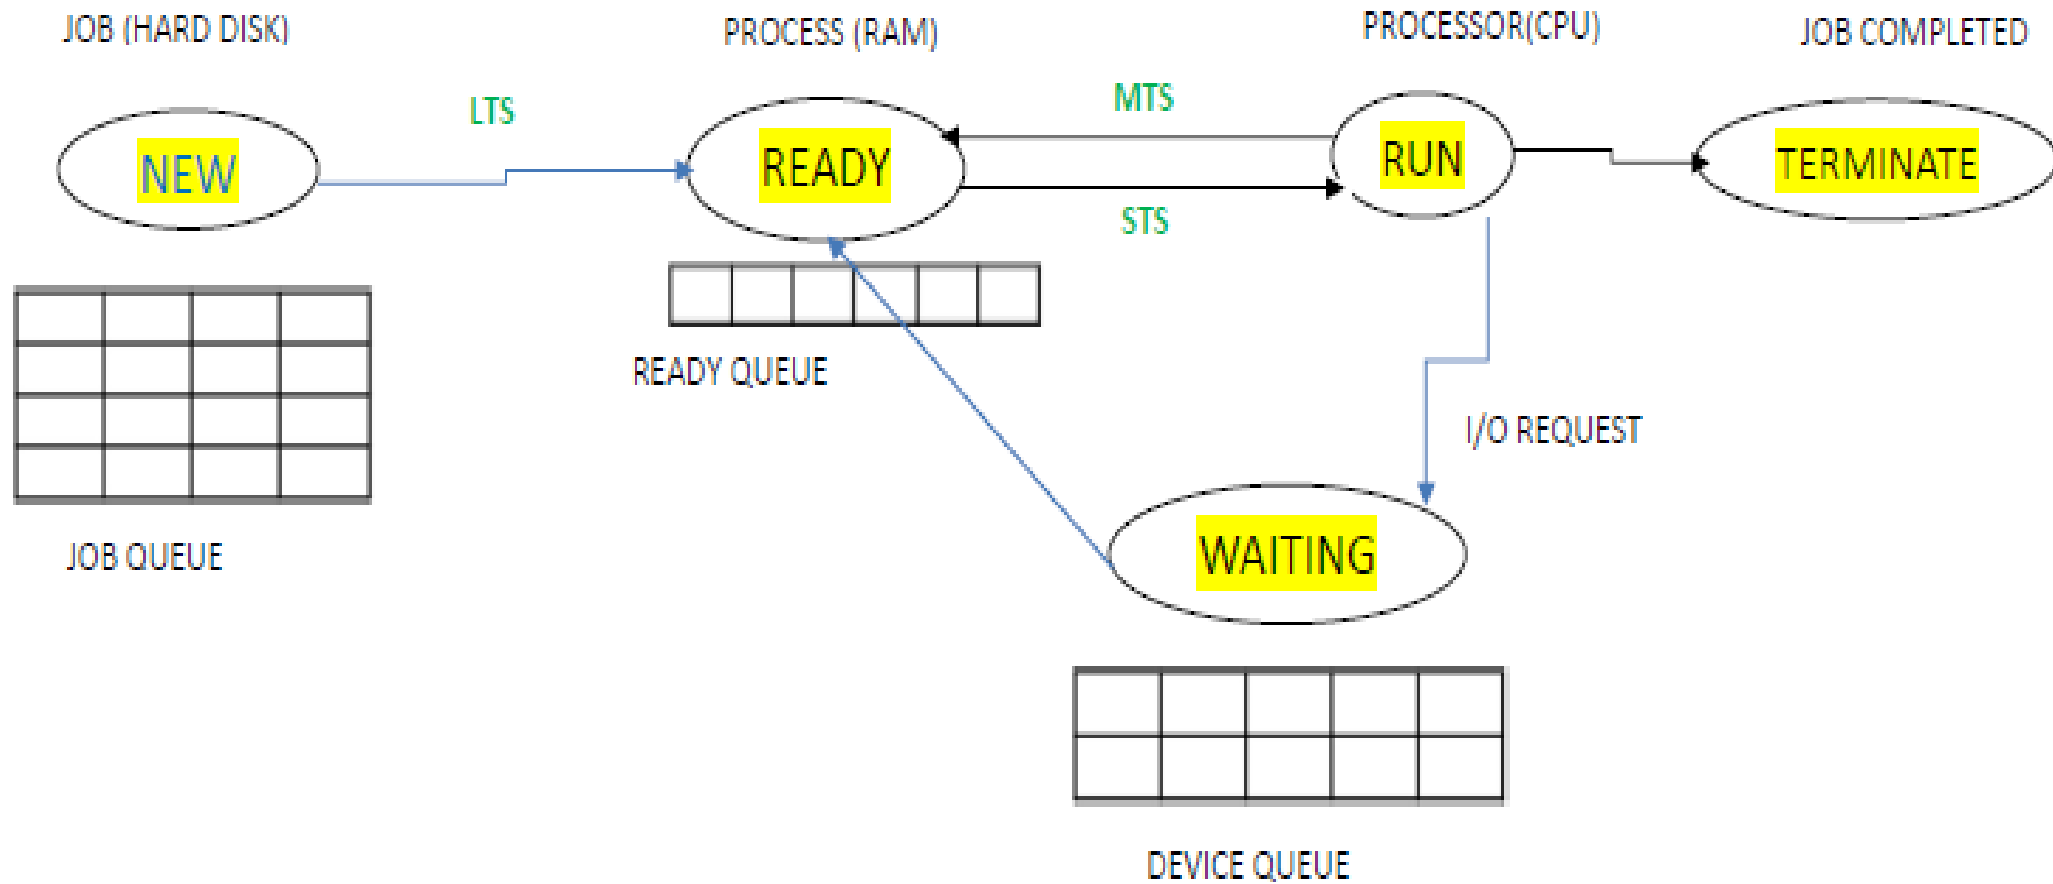 JOB (HARD DISK)
PROCESS (RAM)
PROCESSOR(CPU)
JOB COMPLETED
LTS
MTS
NEW
READY
RUN
TERMINATE
STS
READY QUEUE
I/O REQUEST
JOB QUEUE
WAITING
DEVICE QUEUE